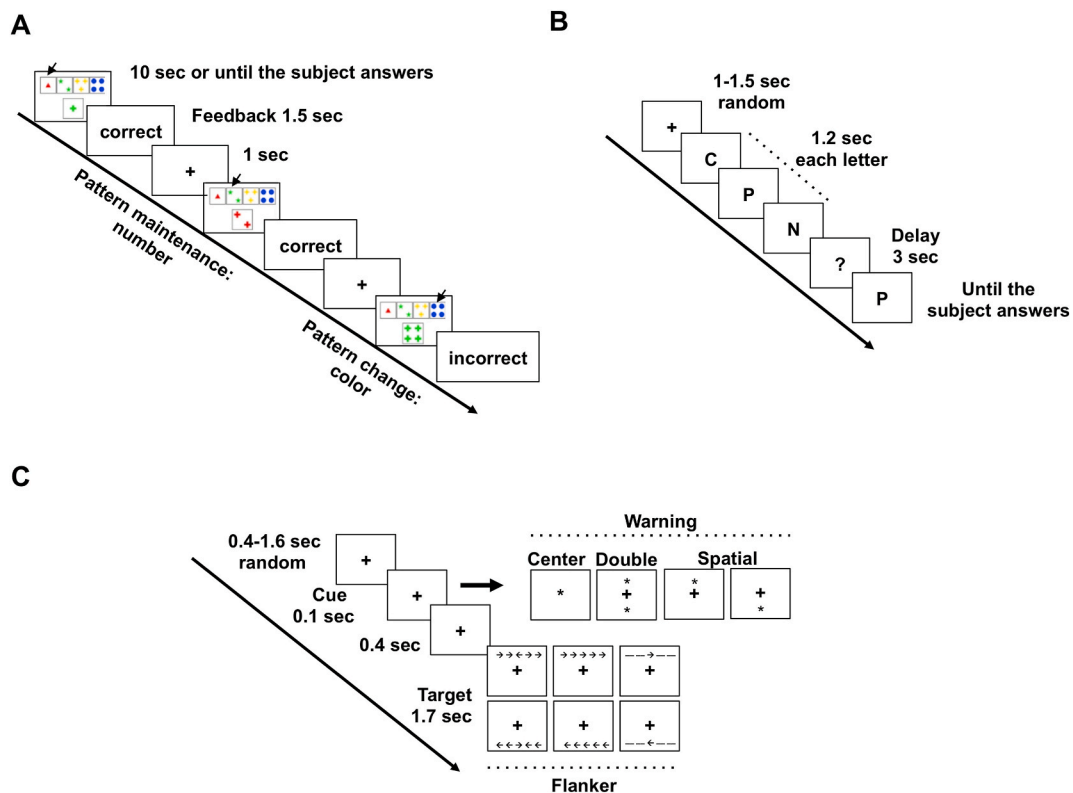 A
10 sec or until the subject answers
correct
Feedback 1.5 sec
+
1 sec
correct
+
incorrect
Pattern maintenance:
number
Pattern change:
color
B
1-1.5 sec
random
+
1.2 sec
each letter
C
P
N
?
Delay
3 sec
P
Until the
subject answers
C
0.4-1.6 sec
random
+
Cue
0.1 sec
+
0.4 sec
+
Warning
Center Double Spatial
*
*
+
*
*
+
+
*
Target
1.7 sec
→→←→→ →→→→→ — —→— —
+ + +
+ + +
←←→←← ←←←←← — —←— —
Flanker